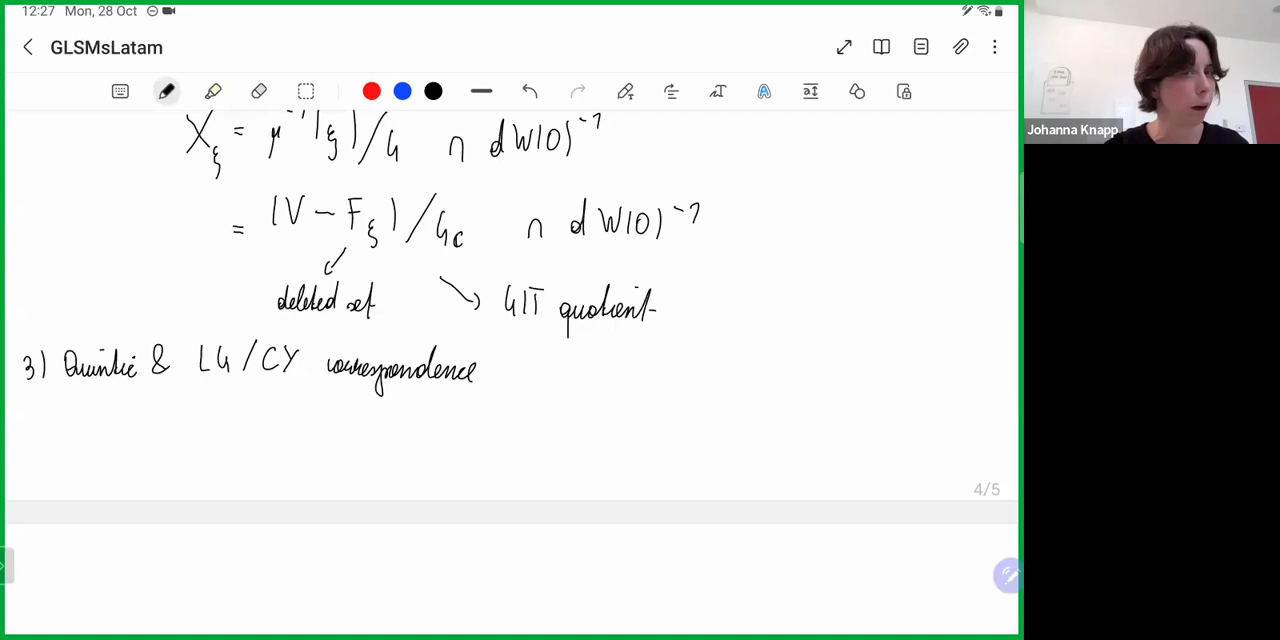 12:27 Mon, 28 Oct
GLSMsLatam
X_ξ = μ^{-1}(ξ)/G ∩ dW(0)^{-1}
= (V - F_ξ)/G_C ∩ dW(0)^{-1}
deleted set
GIT quotient
3) Quintic & LG/CY correspondence
4/5
Johanna Knapp